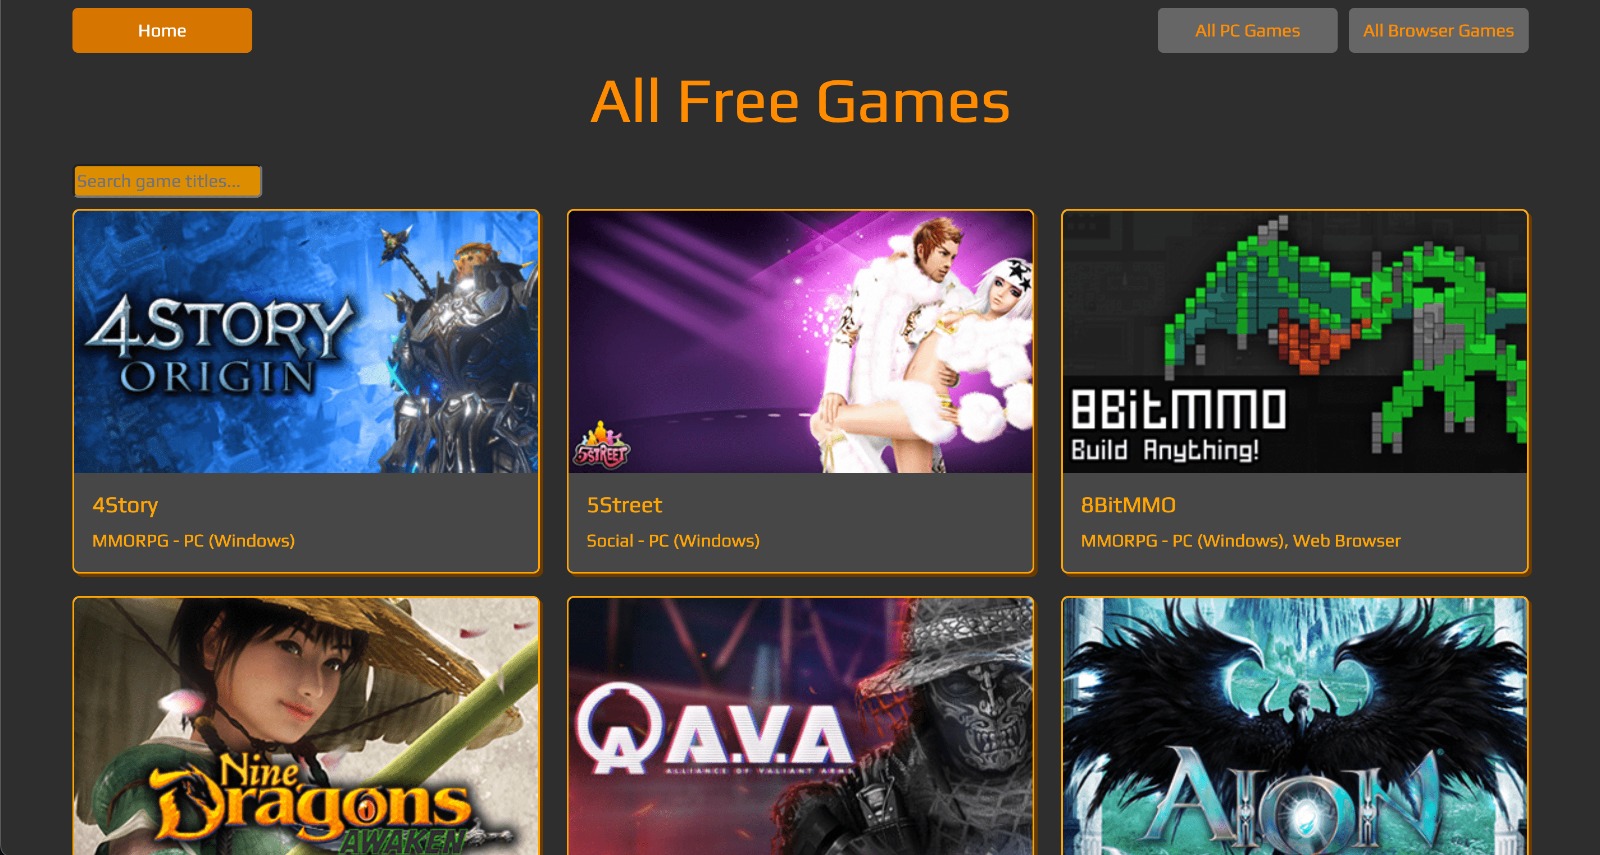 Home
All PC Games
All Browser Games
All Free Games
Search game titles...
4STORY
ORIGIN
5STREET
8BitMMO
Build Anything!
4Story
MMORPG - PC (Windows)
5Street
Social - PC (Windows)
8BitMMO
MMORPG - PC (Windows), Web Browser
NINE
DRAGONS
AWAKEN
A.V.A
ALLIANCE OF VALIANT ARMS
AION